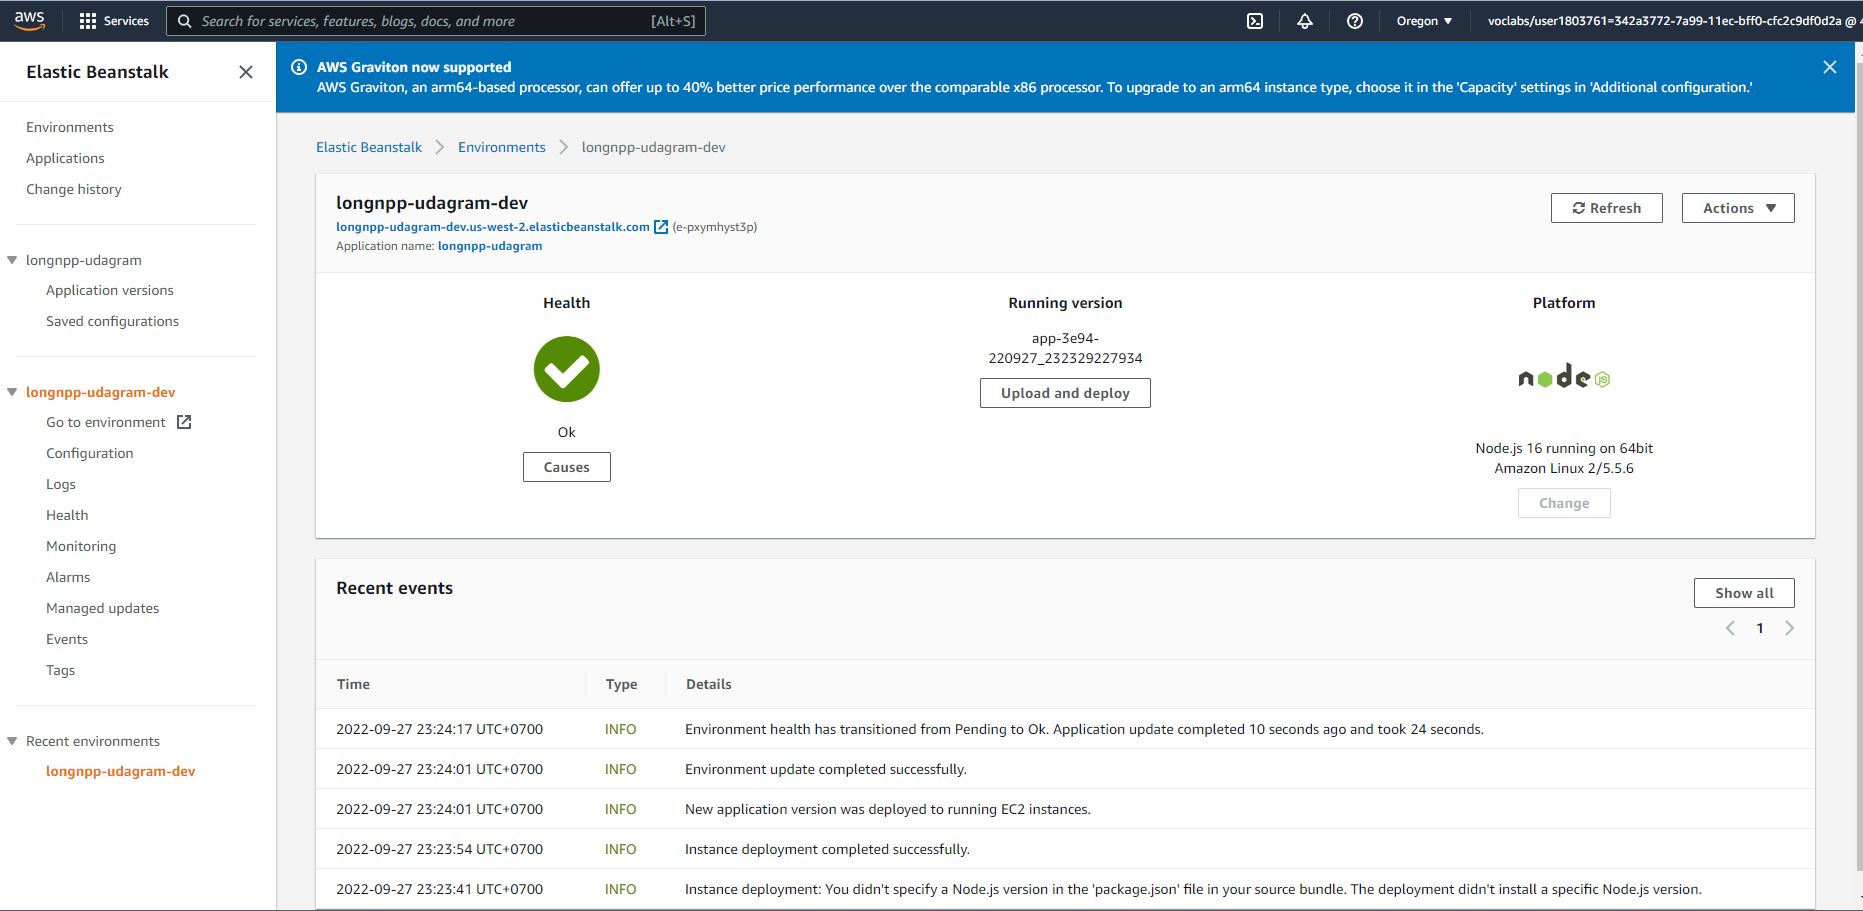 aws
Services
Search for services, features, blogs, docs, and more
[Alt+S]
Oregon
voclabs/user1803761=342a3772-7a99-11ec-bff0-cfc2c9df0d2a @
Elastic Beanstalk
Environments
Applications
Change history
longnpp-udagram
Application versions
Saved configurations
longnpp-udagram-dev
Go to environment
Configuration
Logs
Health
Monitoring
Alarms
Managed updates
Events
Tags
Recent environments
longnpp-udagram-dev
AWS Graviton now supported
AWS Graviton, an arm64-based processor, can offer up to 40% better price performance over the comparable x86 processor. To upgrade to an arm64 instance type, choose it in the 'Capacity' settings in 'Additional configuration.'
Elastic Beanstalk > Environments > longnpp-udagram-dev
longnpp-udagram-dev
longnpp-udagram-dev.us-west-2.elasticbeanstalk.com (e-pxymhyst3p)
Application name: longnpp-udagram
Refresh
Actions
Health
Ok
Causes
Running version
app-3e94-
220927_232329227934
Upload and deploy
Platform
node JS
Node.js 16 running on 64bit
Amazon Linux 2/5.5.6
Change
Recent events
Show all
1
Time Type Details
2022-09-27 23:24:17 UTC+0700 INFO Environment health has transitioned from Pending to Ok. Application update completed 10 seconds ago and took 24 seconds.
2022-09-27 23:24:01 UTC+0700 INFO Environment update completed successfully.
2022-09-27 23:24:01 UTC+0700 INFO New application version was deployed to running EC2 instances.
2022-09-27 23:23:54 UTC+0700 INFO Instance deployment completed successfully.
2022-09-27 23:23:41 UTC+0700 INFO Instance deployment: You didn't specify a Node.js version in the 'package.json' file in your source bundle. The deployment didn't install a specific Node.js version.